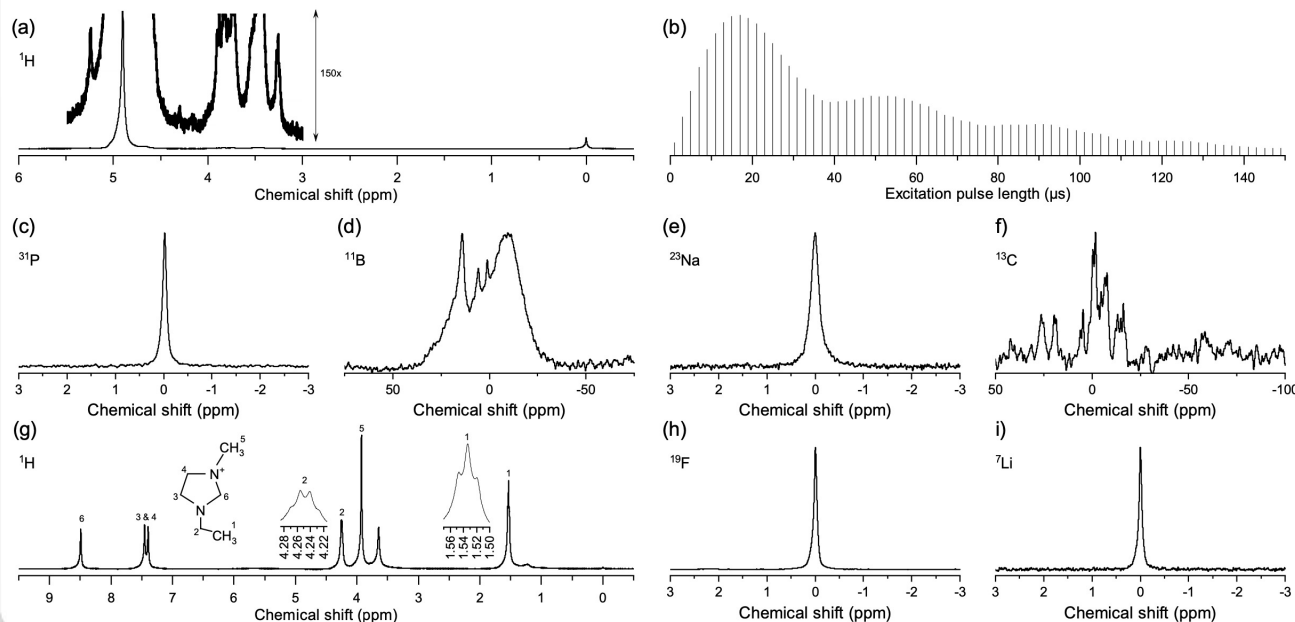 (a)
¹H
150x
6 5 4 3 2 1 0
Chemical shift (ppm)
(b)
0 20 40 60 80 100 120 140
Excitation pulse length (µs)
(c)
³¹P
3 2 1 0 -1 -2 -3
Chemical shift (ppm)
(d)
¹¹B
50 0 -50
Chemical shift (ppm)
(e)
²³Na
3 2 1 0 -1 -2 -3
Chemical shift (ppm)
f)
¹³C
50 0 -50 -100
Chemical shift (ppm)
(g)
¹H
6
3 & 4
CH₃⁵
4
N⁺
3
6
N
2
CH₃¹
2
4.28 4.26 4.24 4.22
2
5
1
1.56 1.54 1.52 1.50
1
9 8 7 6 5 4 3 2 1 0
Chemical shift (ppm)
(h)
¹⁹F
3 2 1 0 -1 -2 -3
Chemical shift (ppm)
i)
⁷Li
3 2 1 0 -1 -2 -3
Chemical shift (ppm)